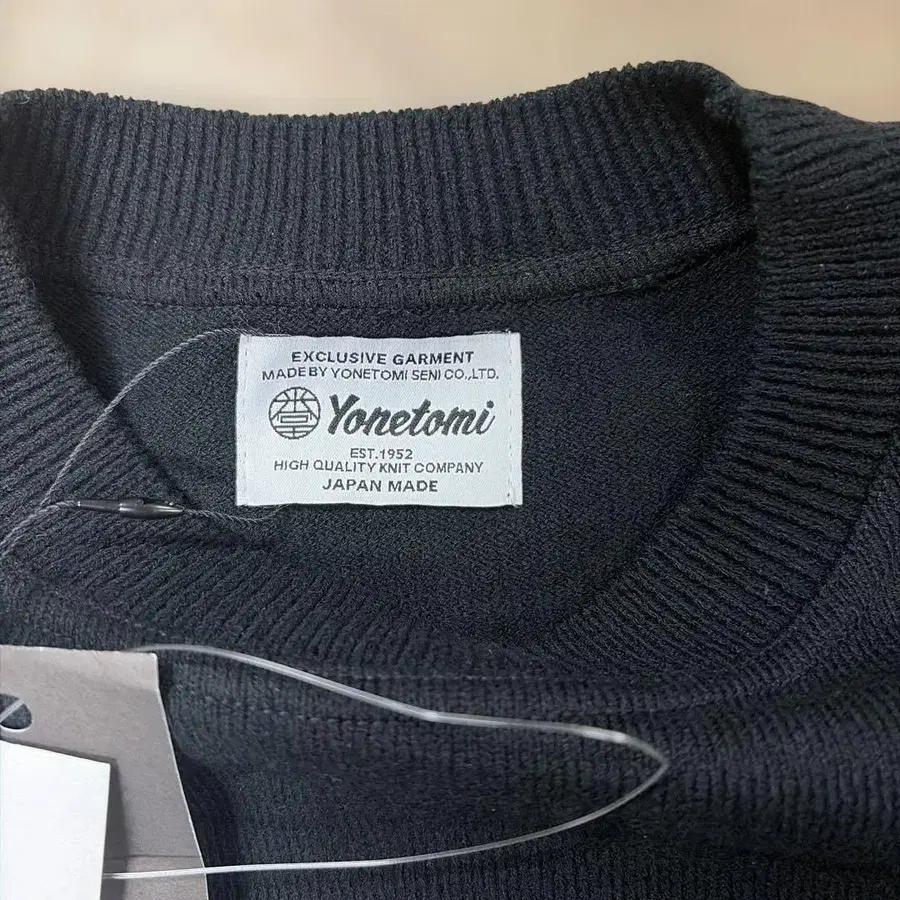 EXCLUSIVE GARMENT
MADE BY YONETOMI SENI CO.,LTD.
Yonetomi
EST.1952
HIGH QUALITY KNIT COMPANY
JAPAN MADE